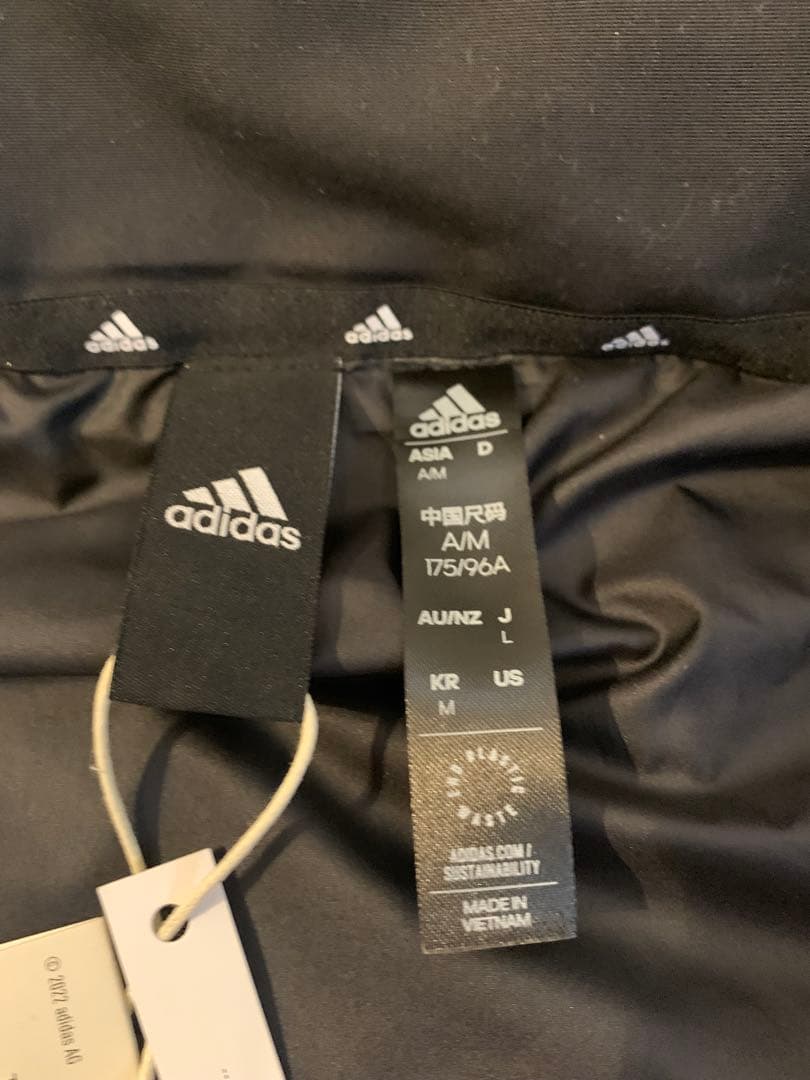 adidas
adidas
adidas
adidas
adidas
ASIA D
A/M
中国尺码
A/M
175/96A
AU/NZ J
L
KR US
M
END PLASTIC WASTE
ADIDAS.COM/
SUSTAINABILITY
MADE IN
VIETNAM
© 2022 adidas AG